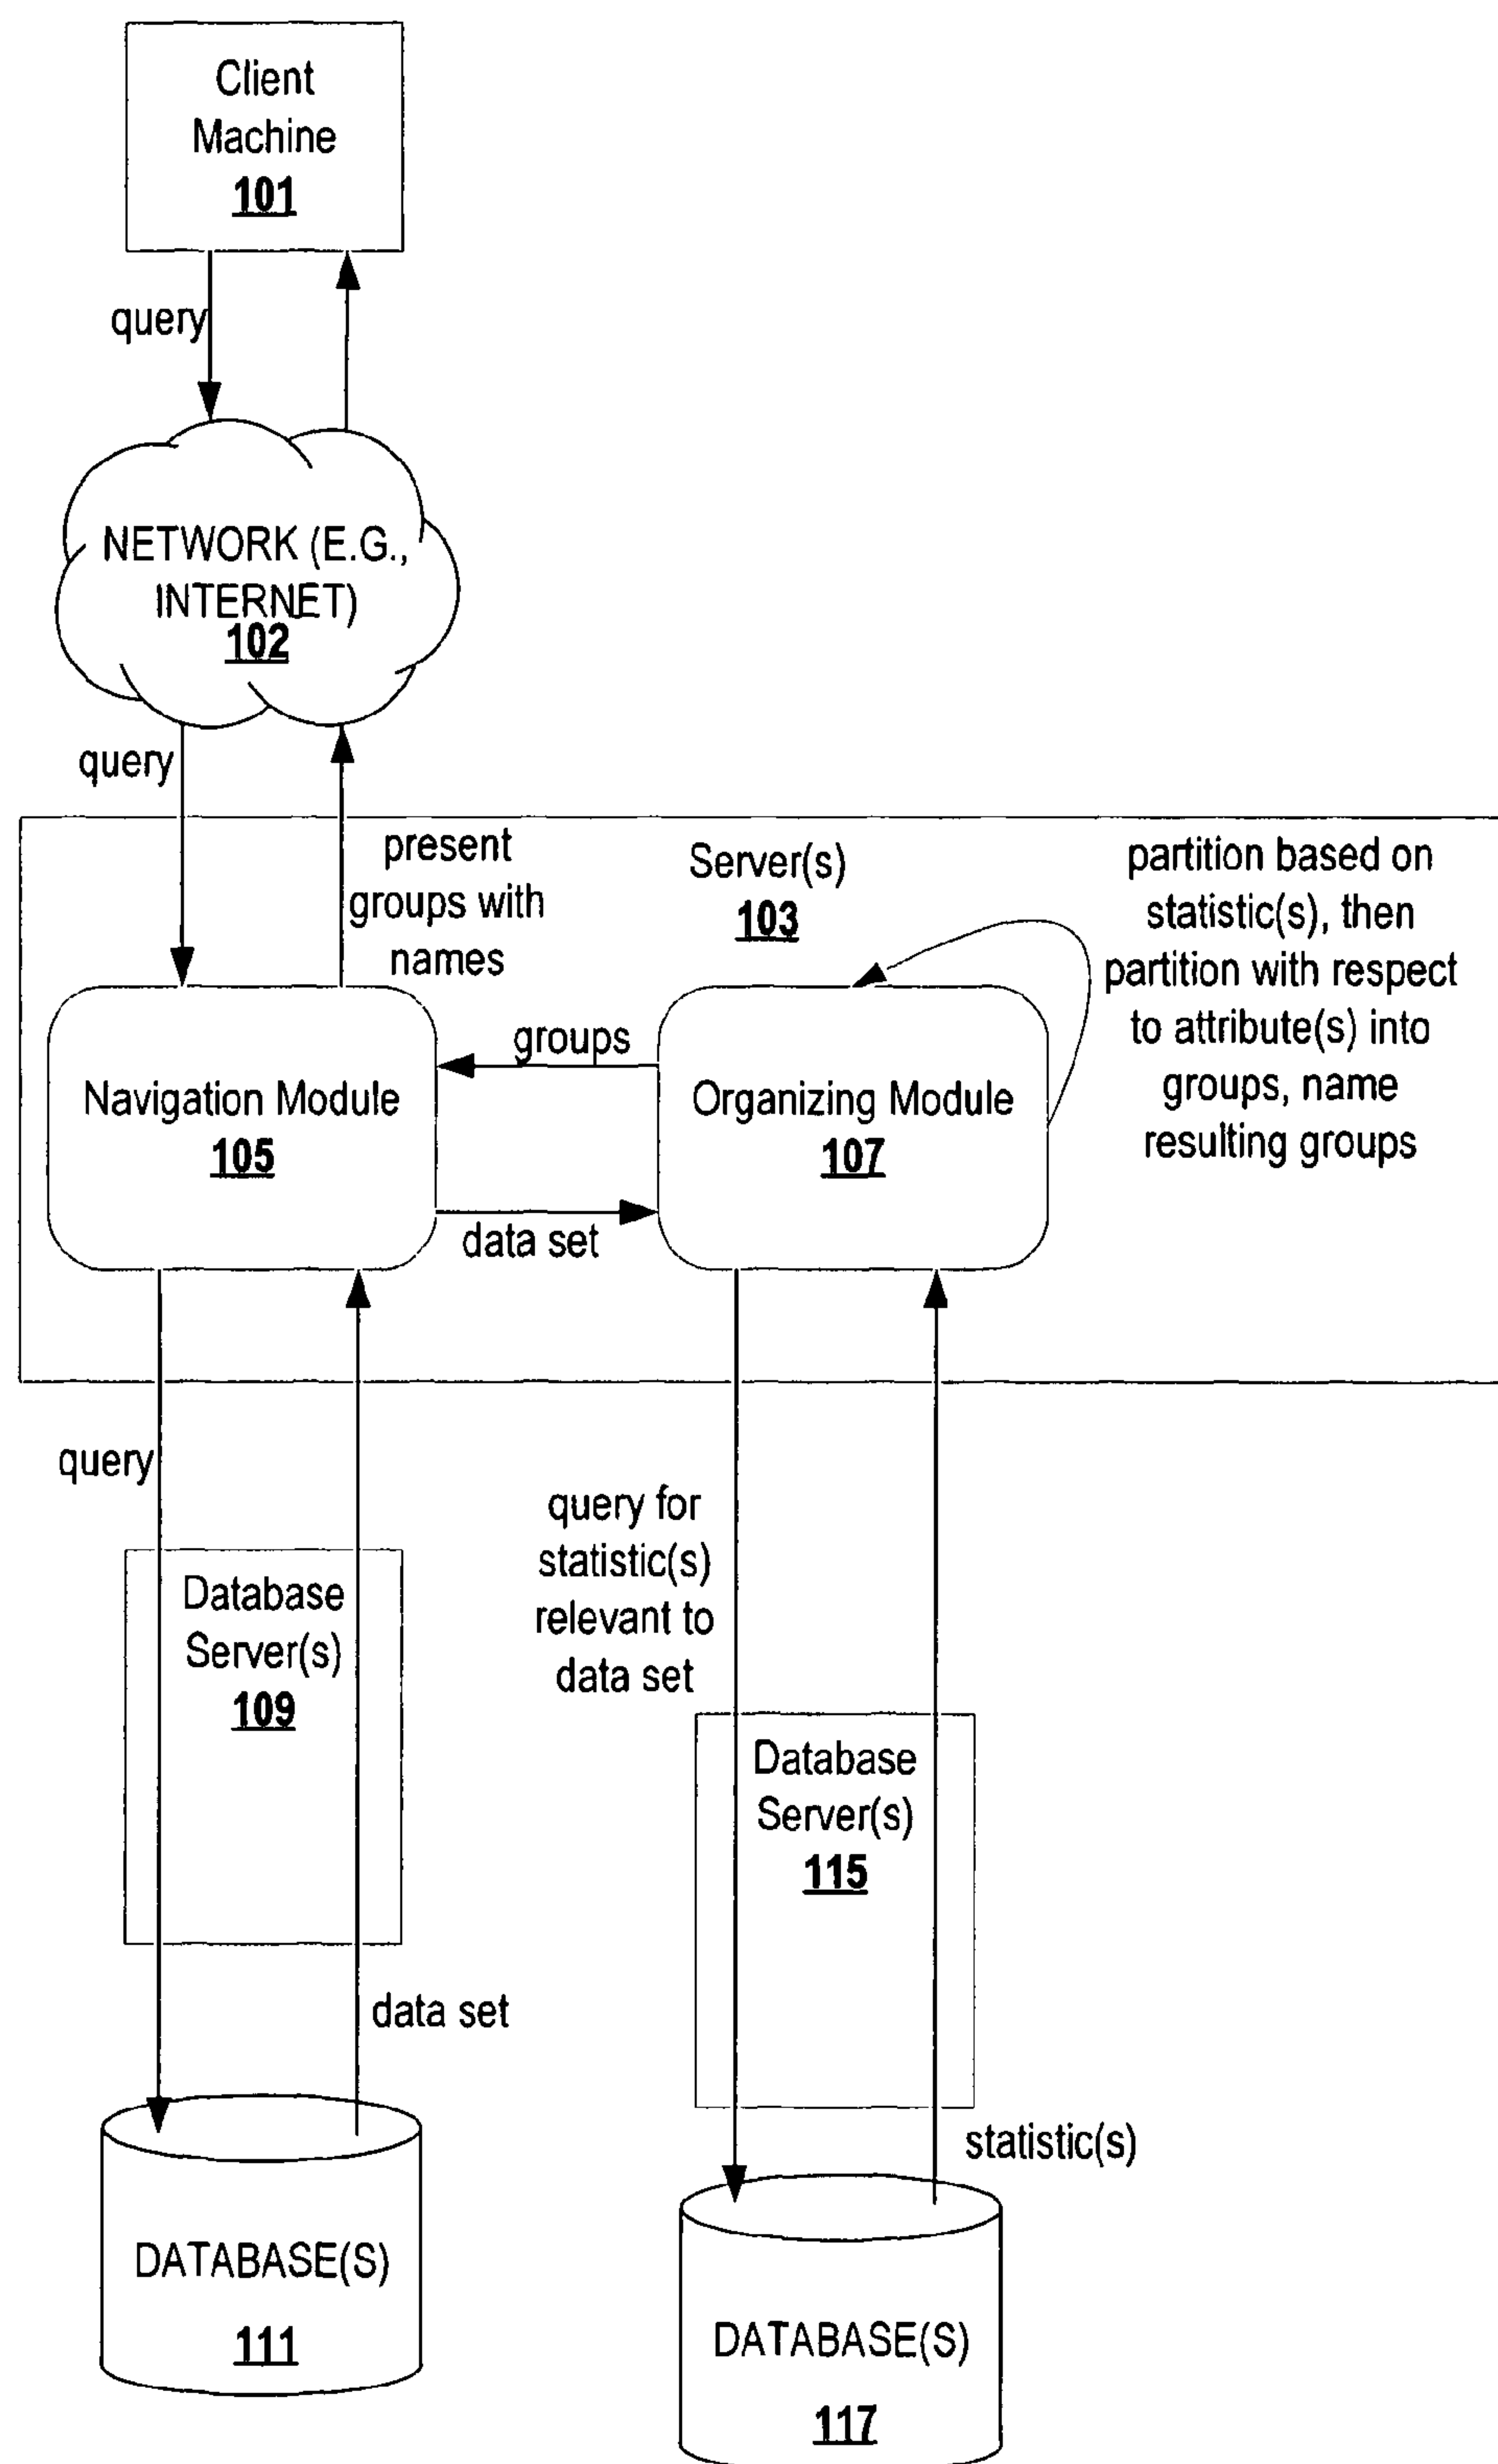 Client
Machine
101
query
NETWORK (E.G.,
INTERNET)
102
query
present
groups with
names
Server(s)
103
partition based on
statistic(s), then
partition with respect
to attribute(s) into
groups, name
resulting groups
groups
Navigation Module
105
Organizing Module
107
data set
query
query for
statistic(s)
relevant to
data set
Database
Server(s)
109
Database
Server(s)
115
data set
statistic(s)
DATABASE(S)
111
DATABASE(S)
117